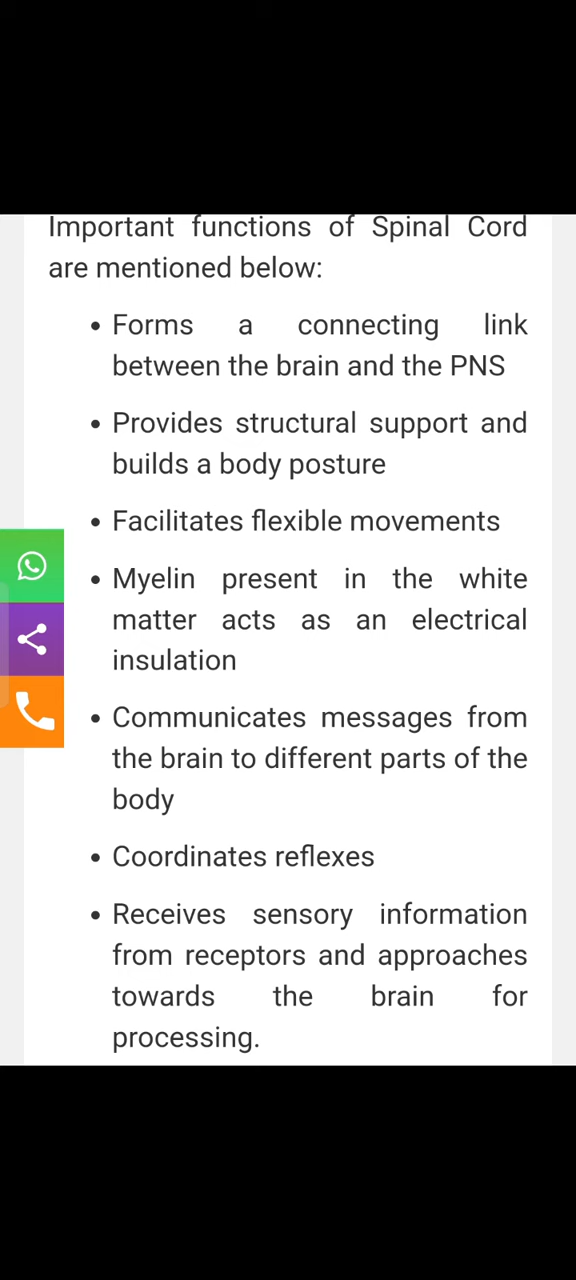 Important functions of Spinal Cord
are mentioned below:
• Forms a connecting link
between the brain and the PNS
• Provides structural support and
builds a body posture
• Facilitates flexible movements
• Myelin present in the white
matter acts as an electrical
insulation
• Communicates messages from
the brain to different parts of the
body
• Coordinates reflexes
• Receives sensory information
from receptors and approaches
towards the brain for
processing.